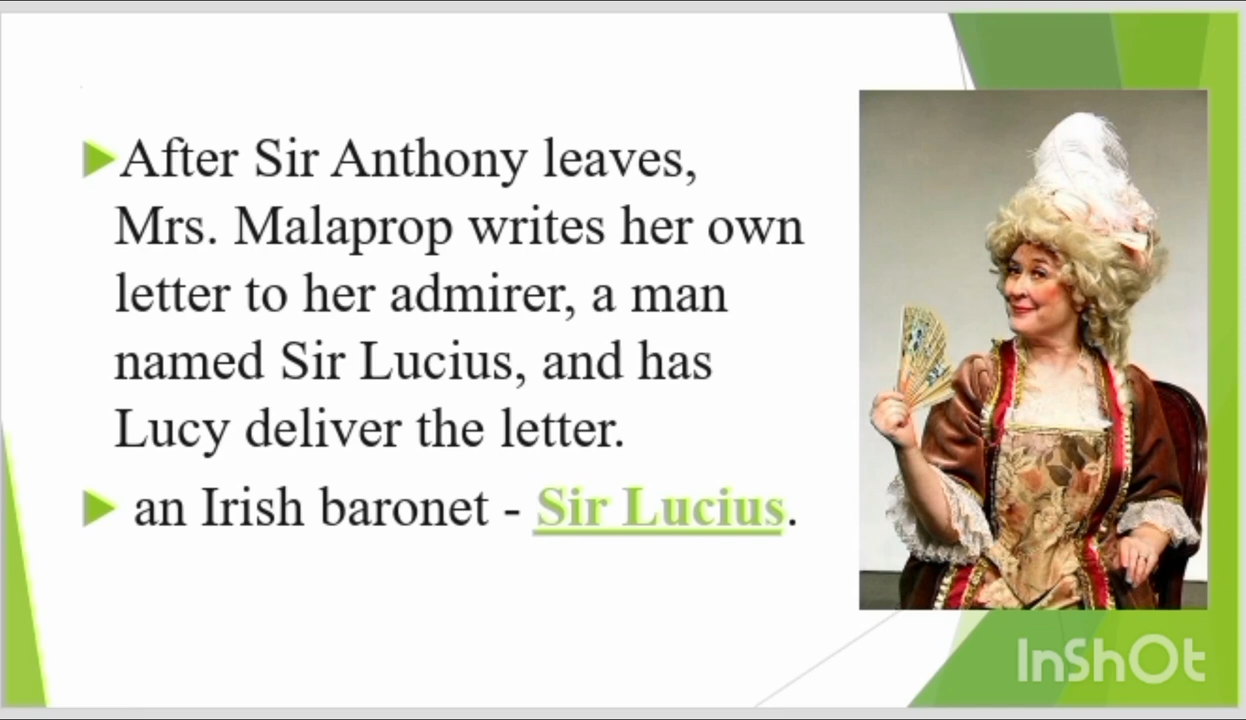 After Sir Anthony leaves,
Mrs. Malaprop writes her own
letter to her admirer, a man
named Sir Lucius, and has
Lucy deliver the letter.
an Irish baronet - Sir Lucius.
InShOt